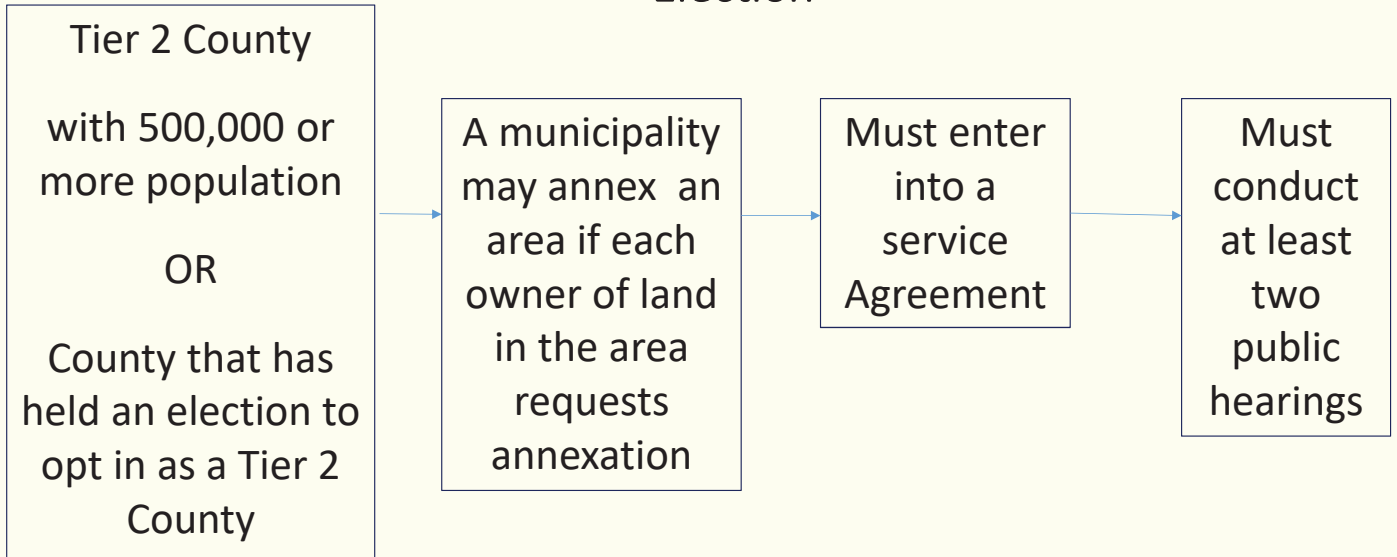 Tier 2 County
with 500,000 or
more population
OR
County that has
held an election to
opt in as a Tier 2
County
A municipality
may annex  an
area if each
owner of land
in the area
requests
annexation
Must enter
into a
service
Agreement
Must
conduct
at least
two
public
hearings